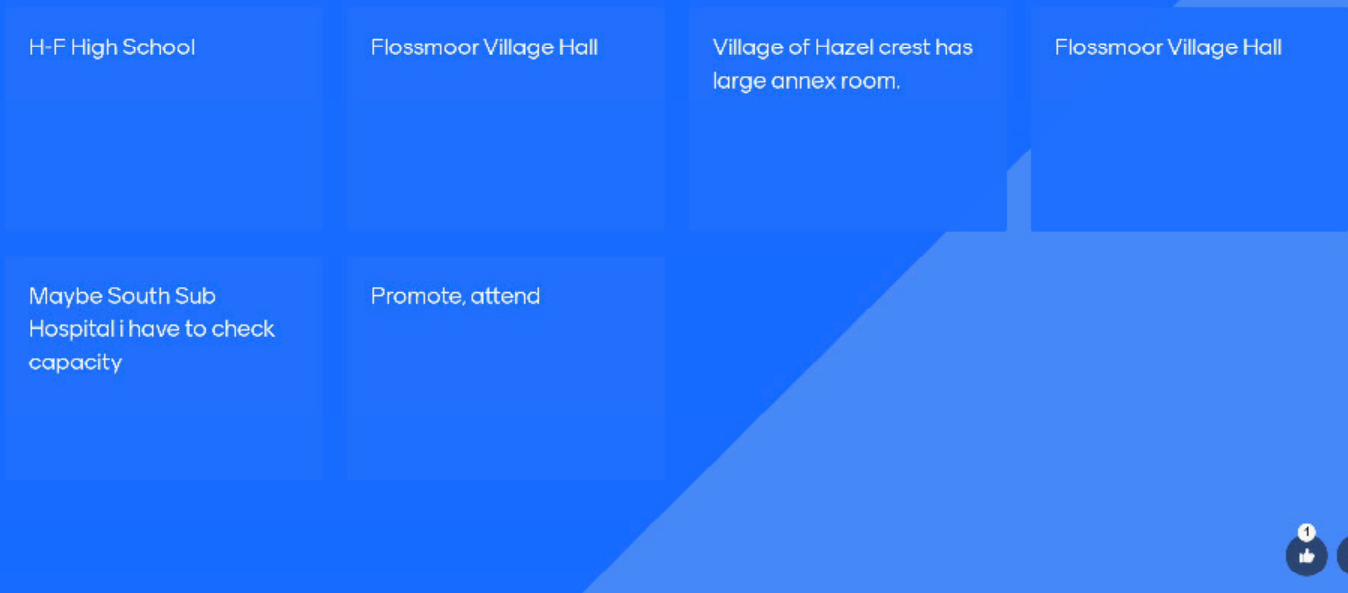 H-F High School
Flossmoor Village Hall
Village of Hazel crest has
large annex room.
Flossmoor Village Hall
Maybe South Sub
Hospital i have to check
capacity
Promote, attend
1